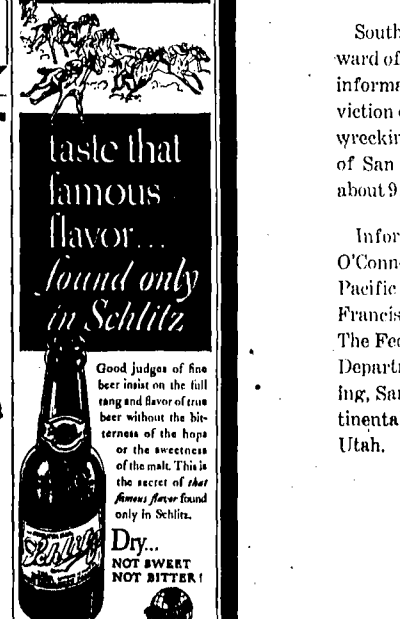 taste that
famous
flavor...
found only
in Schlitz
Good judges of fine
beer insist on the full
tang and flavor of true
beer without the bit-
terness of the hops
or the sweetness
of the malt. This is
the secret of that
famous flavor found
only in Schlitz.
Dry...
NOT SWEET
NOT BITTER!
Schlitz
South
ward of
informa
viction
wreckin
of San
about 9
Infor
O'Conn
Pacific
Francis
The Fed
Departm
ing, San
tinenta
Utah.